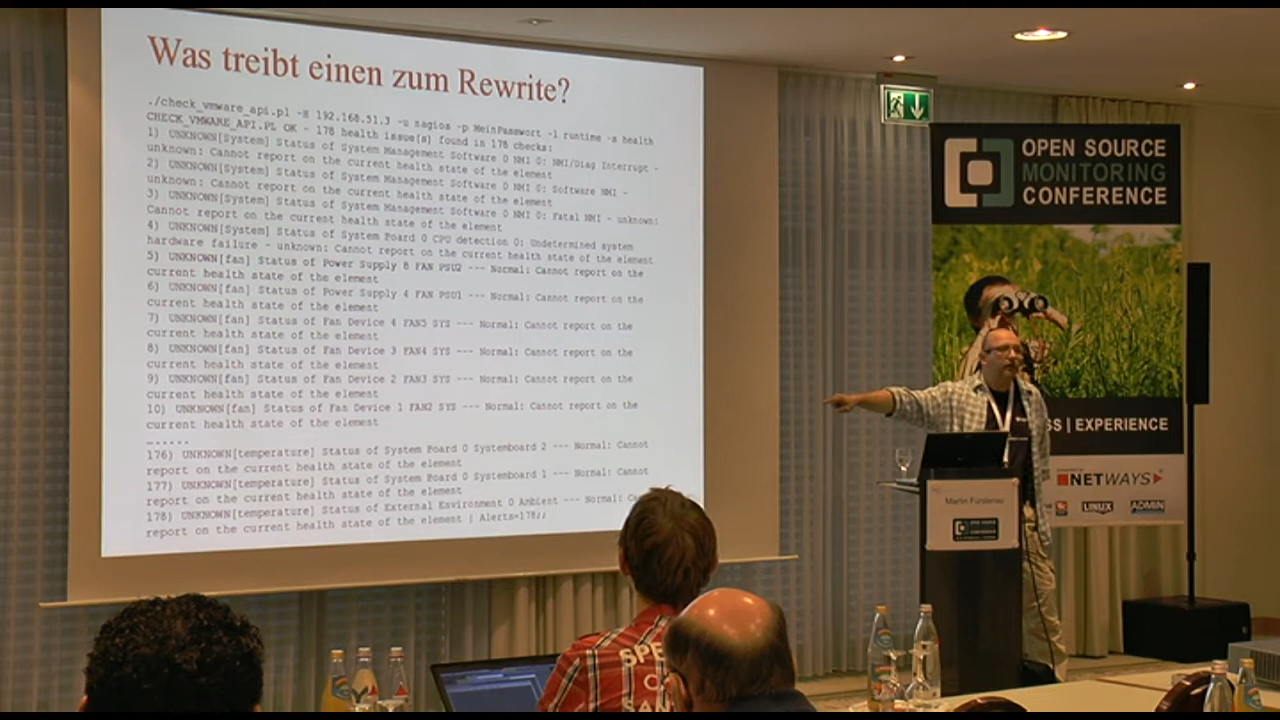 Was treibt einen zum Rewrite?
./check_vmware_api.pl -H 192.168.51.3 -u nagios -p MeinPasswort -l runtime -s health
CHECK_VMWARE_API.PL OK - 178 health issue(s) found in 178 checks:
1) UNKNOWN[System] Status of System Management Software 0 NMI 0: NMI/Diag Interrupt -
unknown: Cannot report on the current health state of the element
2) UNKNOWN[System] Status of System Management Software 0 NMI 0: Software NMI -
unknown: Cannot report on the current health state of the element
3) UNKNOWN[System] Status of System Management Software 0 NMI 0: Fatal NMI - unknown:
Cannot report on the current health state of the element
4) UNKNOWN[System] Status of System Board 0 CPU detection 0: Undetermined system
hardware failure - unknown: Cannot report on the current health state of the element
5) UNKNOWN[fan] Status of Power Supply 8 FAN PSU2 --- Normal: Cannot report on the
current health state of the element
6) UNKNOWN[fan] Status of Power Supply 4 FAN PSU1 --- Normal: Cannot report on the
current health state of the element
7) UNKNOWN[fan] Status of Fan Device 4 FAN5 SYS --- Normal: Cannot report on the
current health state of the element
8) UNKNOWN[fan] Status of Fan Device 3 FAN4 SYS --- Normal: Cannot report on the
current health state of the element
9) UNKNOWN[fan] Status of Fan Device 2 FAN3 SYS --- Normal: Cannot report on the
current health state of the element
10) UNKNOWN[fan] Status of Fan Device 1 FAN2 SYS --- Normal: Cannot report on the
current health state of the element
........
176) UNKNOWN[temperature] Status of System Board 0 Systemboard 2 --- Normal: Cannot
report on the current health state of the element
177) UNKNOWN[temperature] Status of System Board 0 Systemboard 1 --- Normal: Cannot
report on the current health state of the element
178) UNKNOWN[temperature] Status of External Environment 0 Ambient --- Normal:
report on the current health state of the element | Alerts=178;;
OPEN SOURCE
MONITORING
CONFERENCE
SS | EXPERIENCE
NETWAYS
LINUX
ADMIN
Martin Fürstenau
OPEN SOURCE
CONFERENCE
SPE
SAN